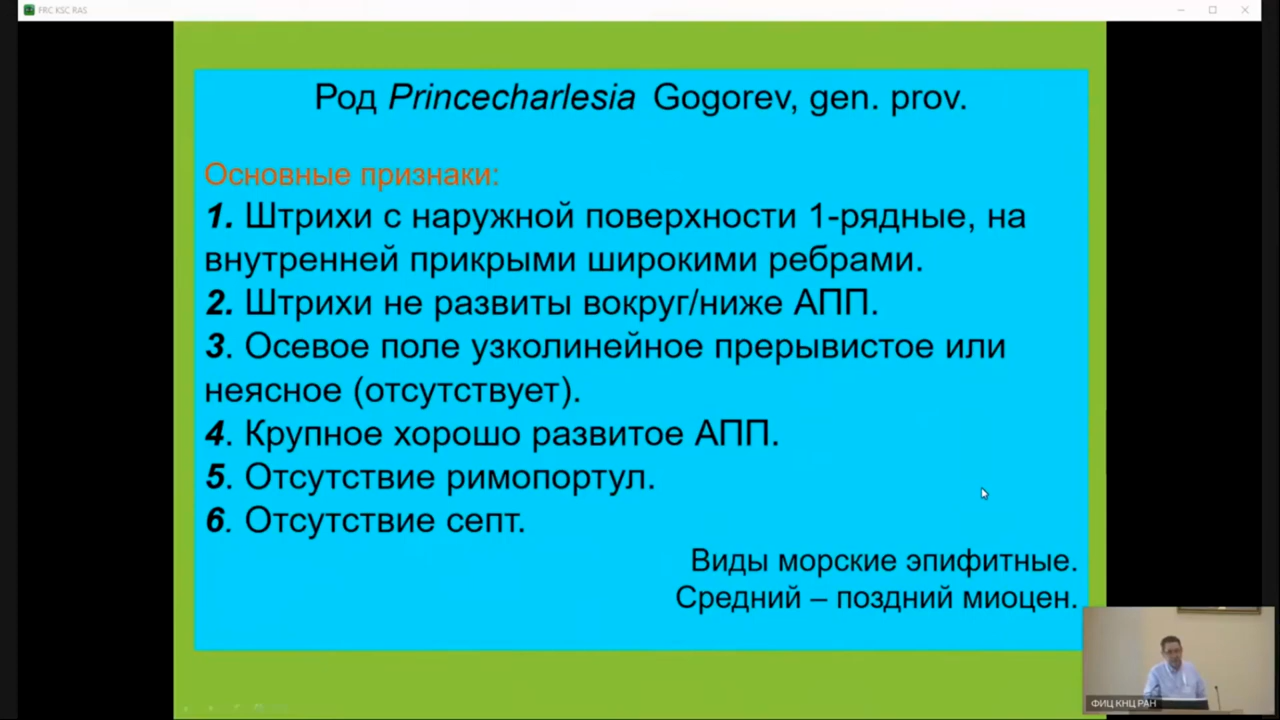 FRC KSC RAS
Род Princecharlesia Gogorev, gen. prov.
Основные признаки:
1. Штрихи с наружной поверхности 1-рядные, на
внутренней прикрыми широкими ребрами.
2. Штрихи не развиты вокруг/ниже АПП.
3. Осевое поле узколинейное прерывистое или
неясное (отсутствует).
4. Крупное хорошо развитое АПП.
5. Отсутствие римопортул.
6. Отсутствие септ.
Виды морские эпифитные.
Средний – поздний миоцен.
ФИЦ КНЦ РАН